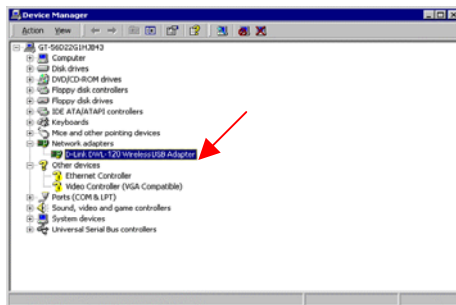 Device Manager
Action View
GT-56D22G1HJB43
Computer
Disk drives
DVD/CD-ROM drives
Floppy disk controllers
Floppy disk drives
IDE ATA/ATAPI controllers
Keyboards
Mice and other pointing devices
Network adapters
D-Link DWL-120 Wireless USB Adapter
Other devices
Ethernet Controller
Video Controller (VGA Compatible)
Ports (COM & LPT)
Sound, video and game controllers
System devices
Universal Serial Bus controllers